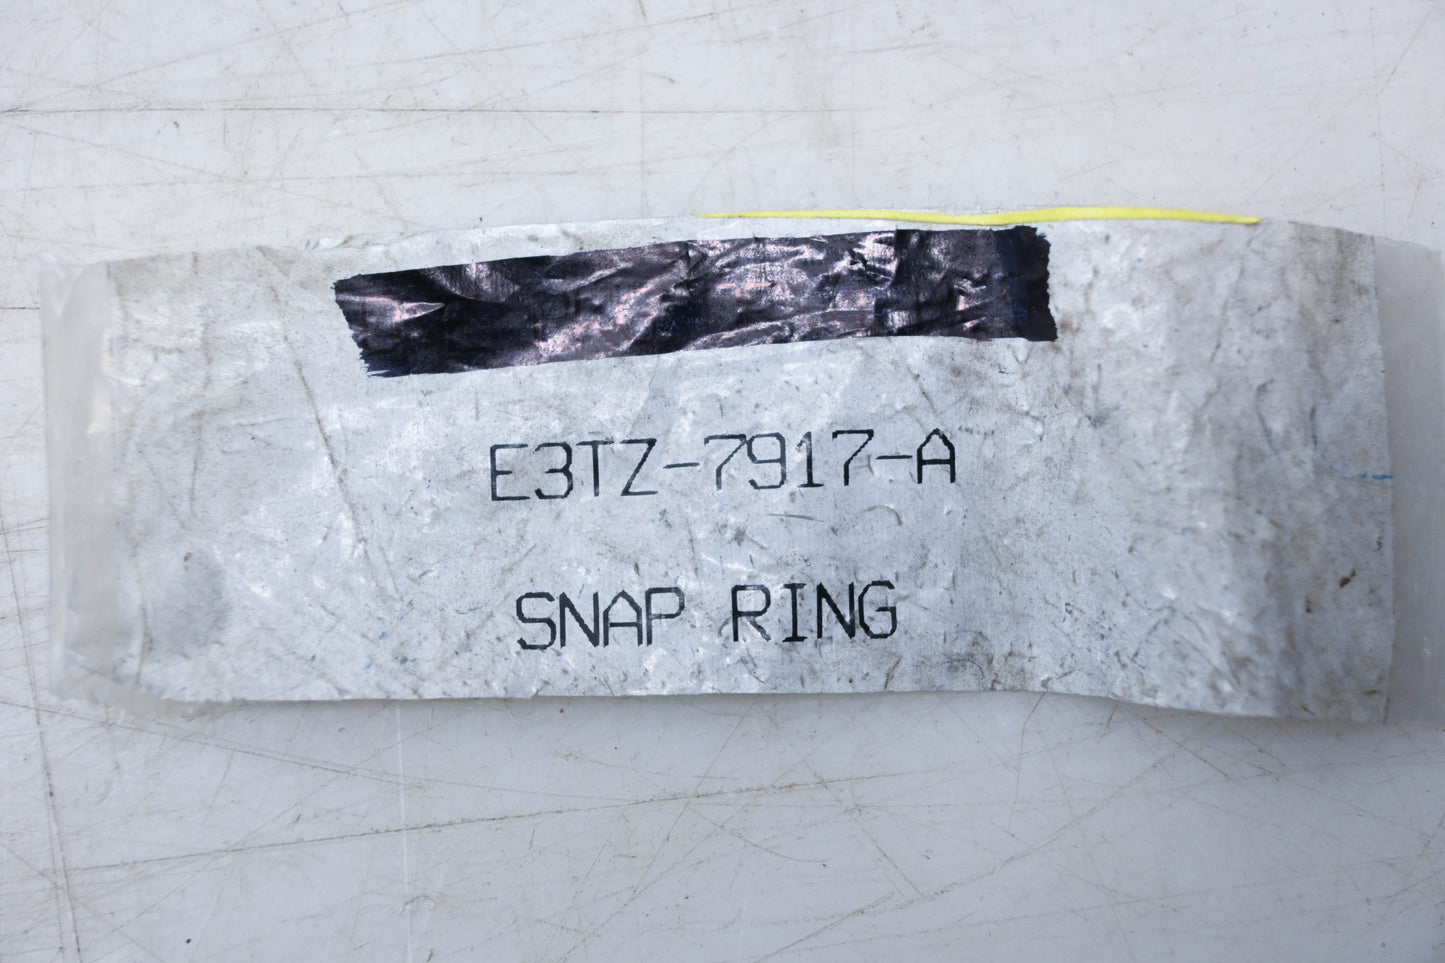 E3TZ-7917-A
SNAP RING